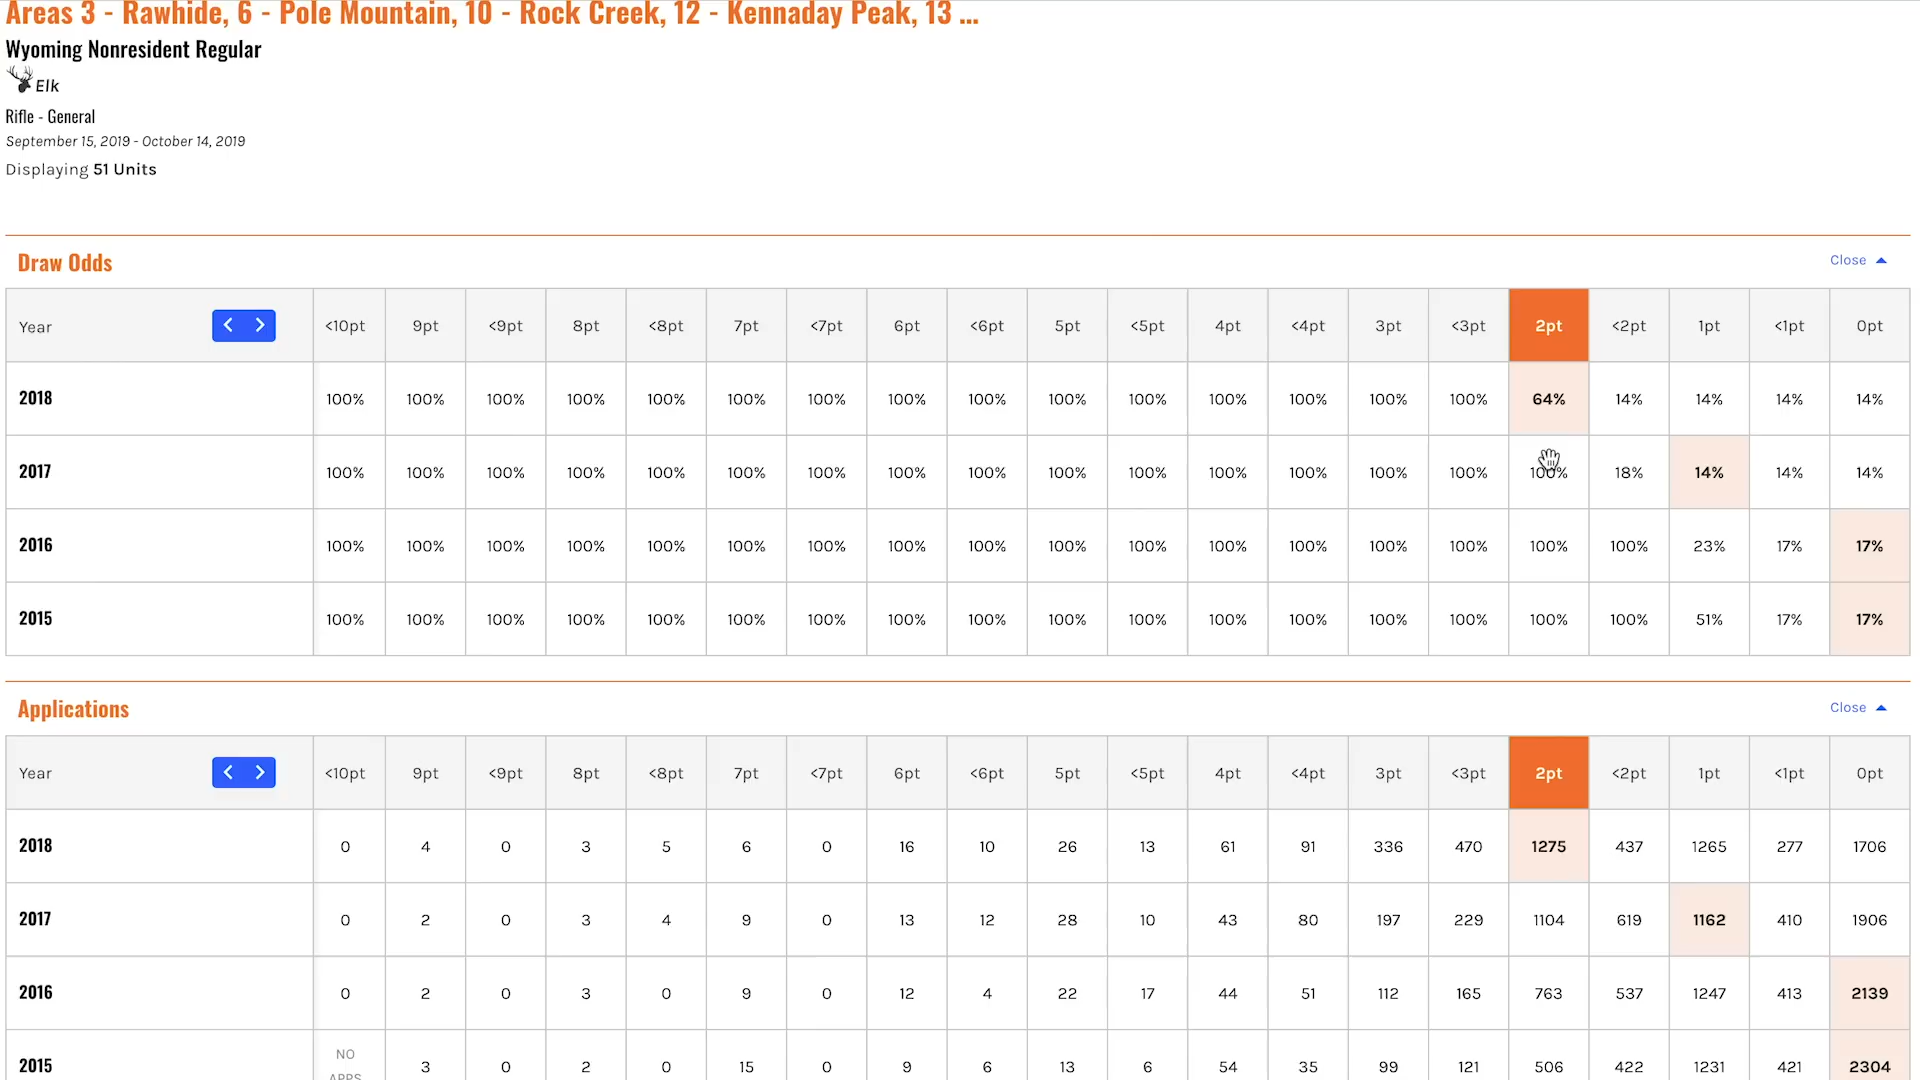 Areas 3 - Rawhide, 6 - Pole Mountain, 10 - Rock Creek, 12 - Kennaday Peak, 13 ...
Wyoming Nonresident Regular
Elk
Rifle - General
September 15, 2019 - October 14, 2019
Displaying 51 Units
Draw Odds
Close
Year <10pt 9pt <9pt 8pt <8pt 7pt <7pt 6pt <6pt 5pt <5pt 4pt <4pt 3pt <3pt 2pt <2pt 1pt <1pt 0pt
2018 100% 100% 100% 100% 100% 100% 100% 100% 100% 100% 100% 100% 100% 100% 100% 64% 14% 14% 14% 14%
2017 100% 100% 100% 100% 100% 100% 100% 100% 100% 100% 100% 100% 100% 100% 100% 100% 18% 14% 14% 14%
2016 100% 100% 100% 100% 100% 100% 100% 100% 100% 100% 100% 100% 100% 100% 100% 100% 100% 23% 17% 17%
2015 100% 100% 100% 100% 100% 100% 100% 100% 100% 100% 100% 100% 100% 100% 100% 100% 100% 51% 17% 17%
Applications
Close
Year <10pt 9pt <9pt 8pt <8pt 7pt <7pt 6pt <6pt 5pt <5pt 4pt <4pt 3pt <3pt 2pt <2pt 1pt <1pt 0pt
2018 0 4 0 3 5 6 0 16 10 26 13 61 91 336 470 1275 437 1265 277 1706
2017 0 2 0 3 4 9 0 13 12 28 10 43 80 197 229 1104 619 1162 410 1906
2016 0 2 0 3 0 9 0 12 4 22 17 44 51 112 165 763 537 1247 413 2139
2015 NO APPS 3 0 2 0 15 0 9 6 13 6 54 35 99 121 506 422 1231 421 2304